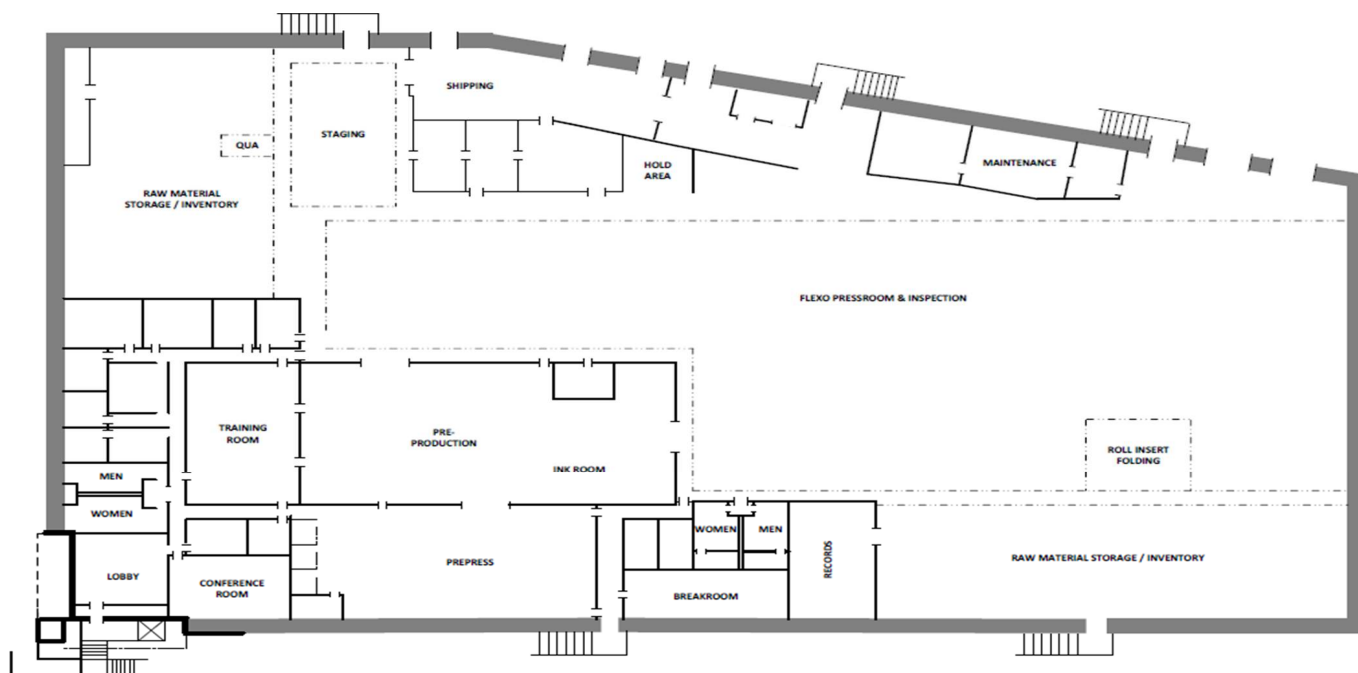 SHIPPING
STAGING
QUA
HOLD
AREA
MAINTENANCE
RAW MATERIAL
STORAGE / INVENTORY
FLEXO PRESSROOM & INSPECTION
TRAINING
ROOM
PRE-
PRODUCTION
INK ROOM
ROLL INSERT
FOLDING
MEN
WOMEN
WOMEN
MEN
RECORDS
PREPRESS
RAW MATERIAL STORAGE / INVENTORY
LOBBY
CONFERENCE
ROOM
BREAKROOM